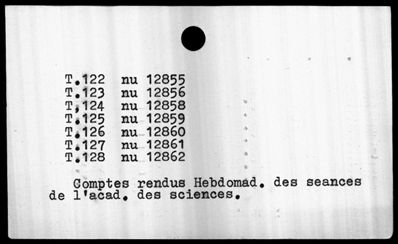 T.122 nu 12855
T.123 nu 12856
T,124 nu 12858
T.125 nu 12859
T.126 nu 12860
T.127 nu 12861
T.128 nu 12862
Comptes rendus Hebdomad. des seances
de l'acad. des sciences.